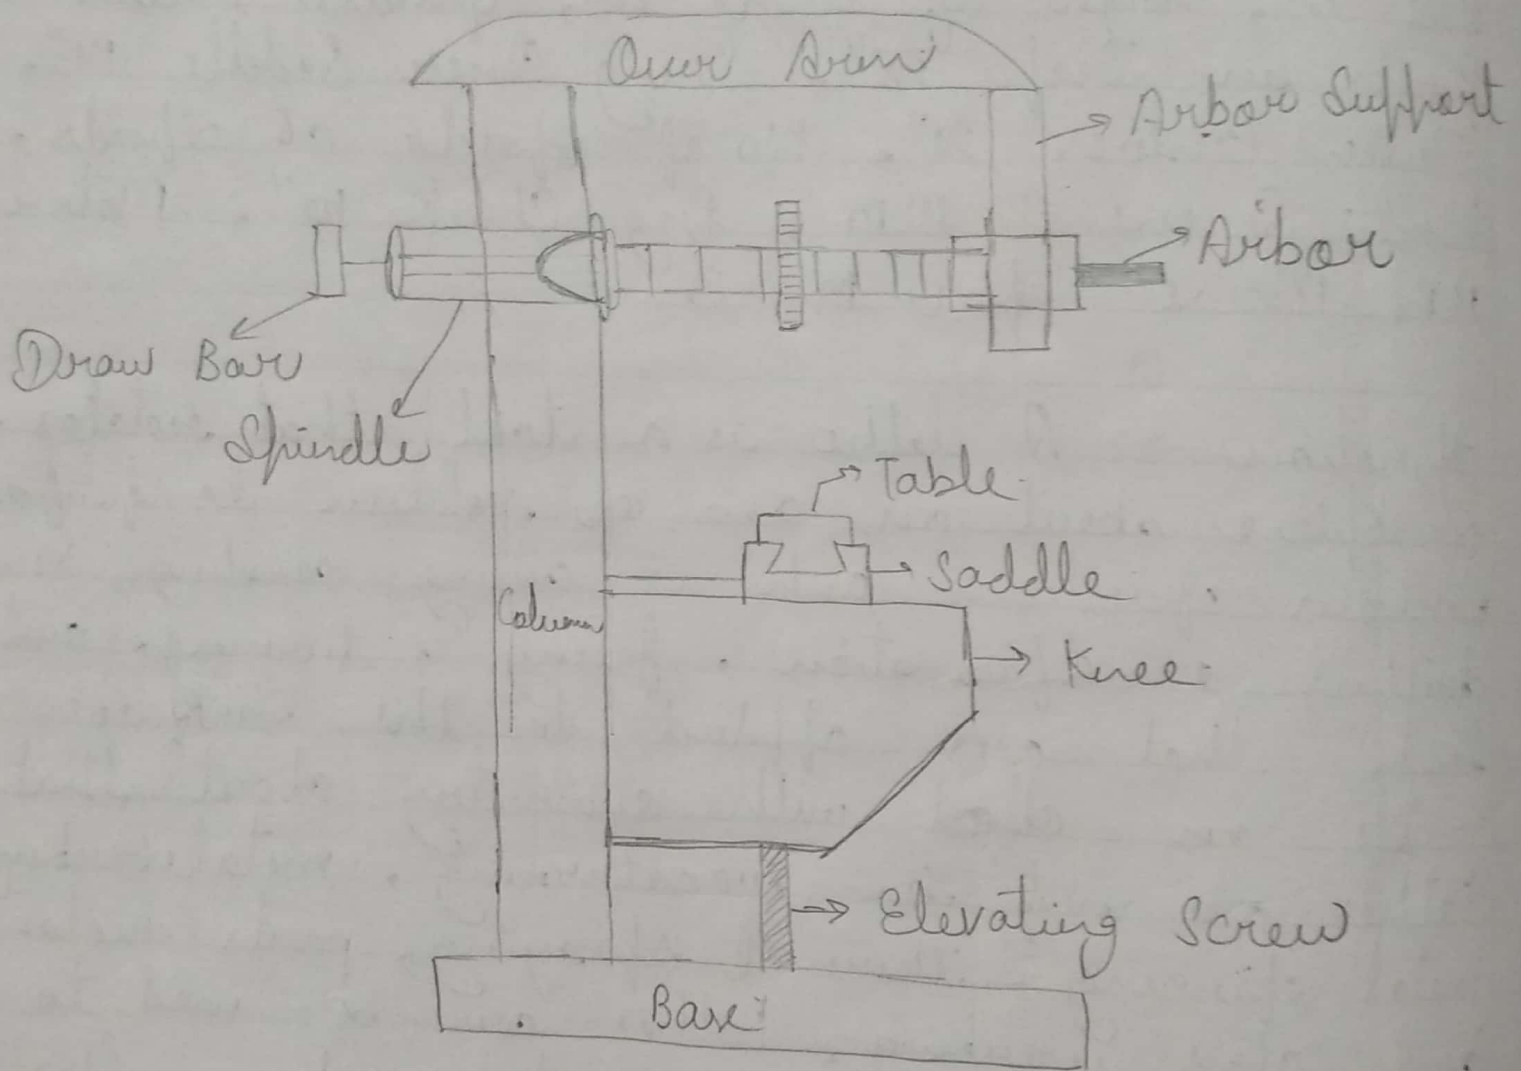 Over Arm
Arbor Support
Arbor
Draw Bar
Spindle
Table
Saddle
Column
Knee
Elevating Screw
Base